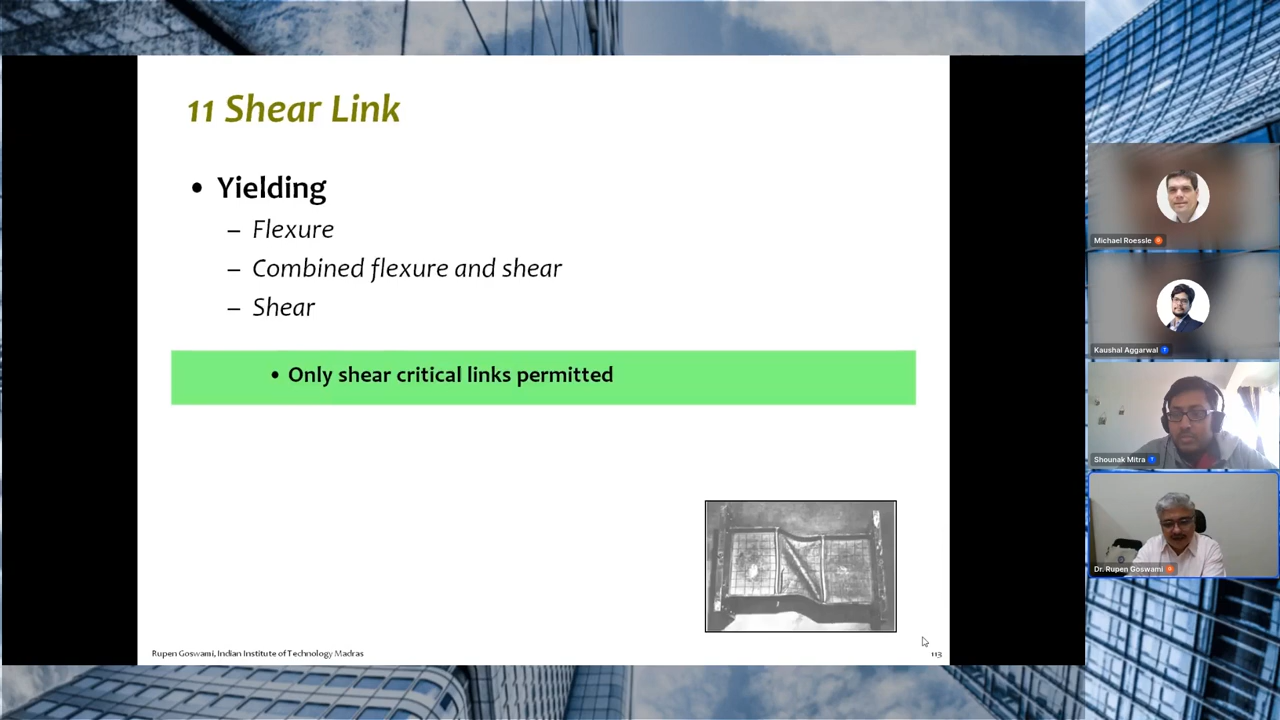 11 Shear Link
• Yielding
– Flexure
– Combined flexure and shear
– Shear
• Only shear critical links permitted
Rupen Goswami, Indian Institute of Technology Madras
113
Michael Roessle
Kaushal Aggarwal
Shounak Mitra
Dr. Rupen Goswami